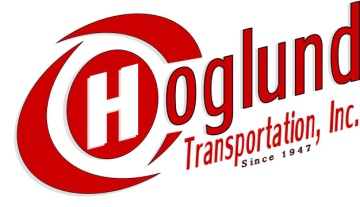 Hoglund
Transportation, Inc.
Since 1947